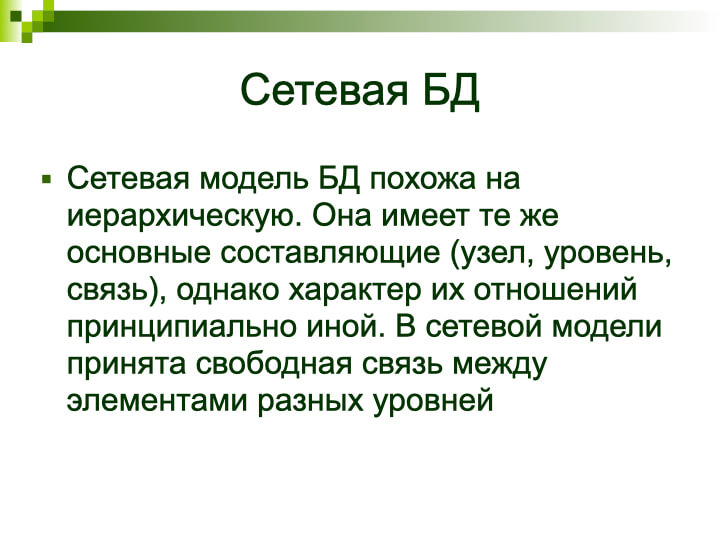 Сетевая БД
Сетевая модель БД похожа на
иерархическую. Она имеет те же
основные составляющие (узел, уровень,
связь), однако характер их отношений
принципиально иной. В сетевой модели
принята свободная связь между
элементами разных уровней